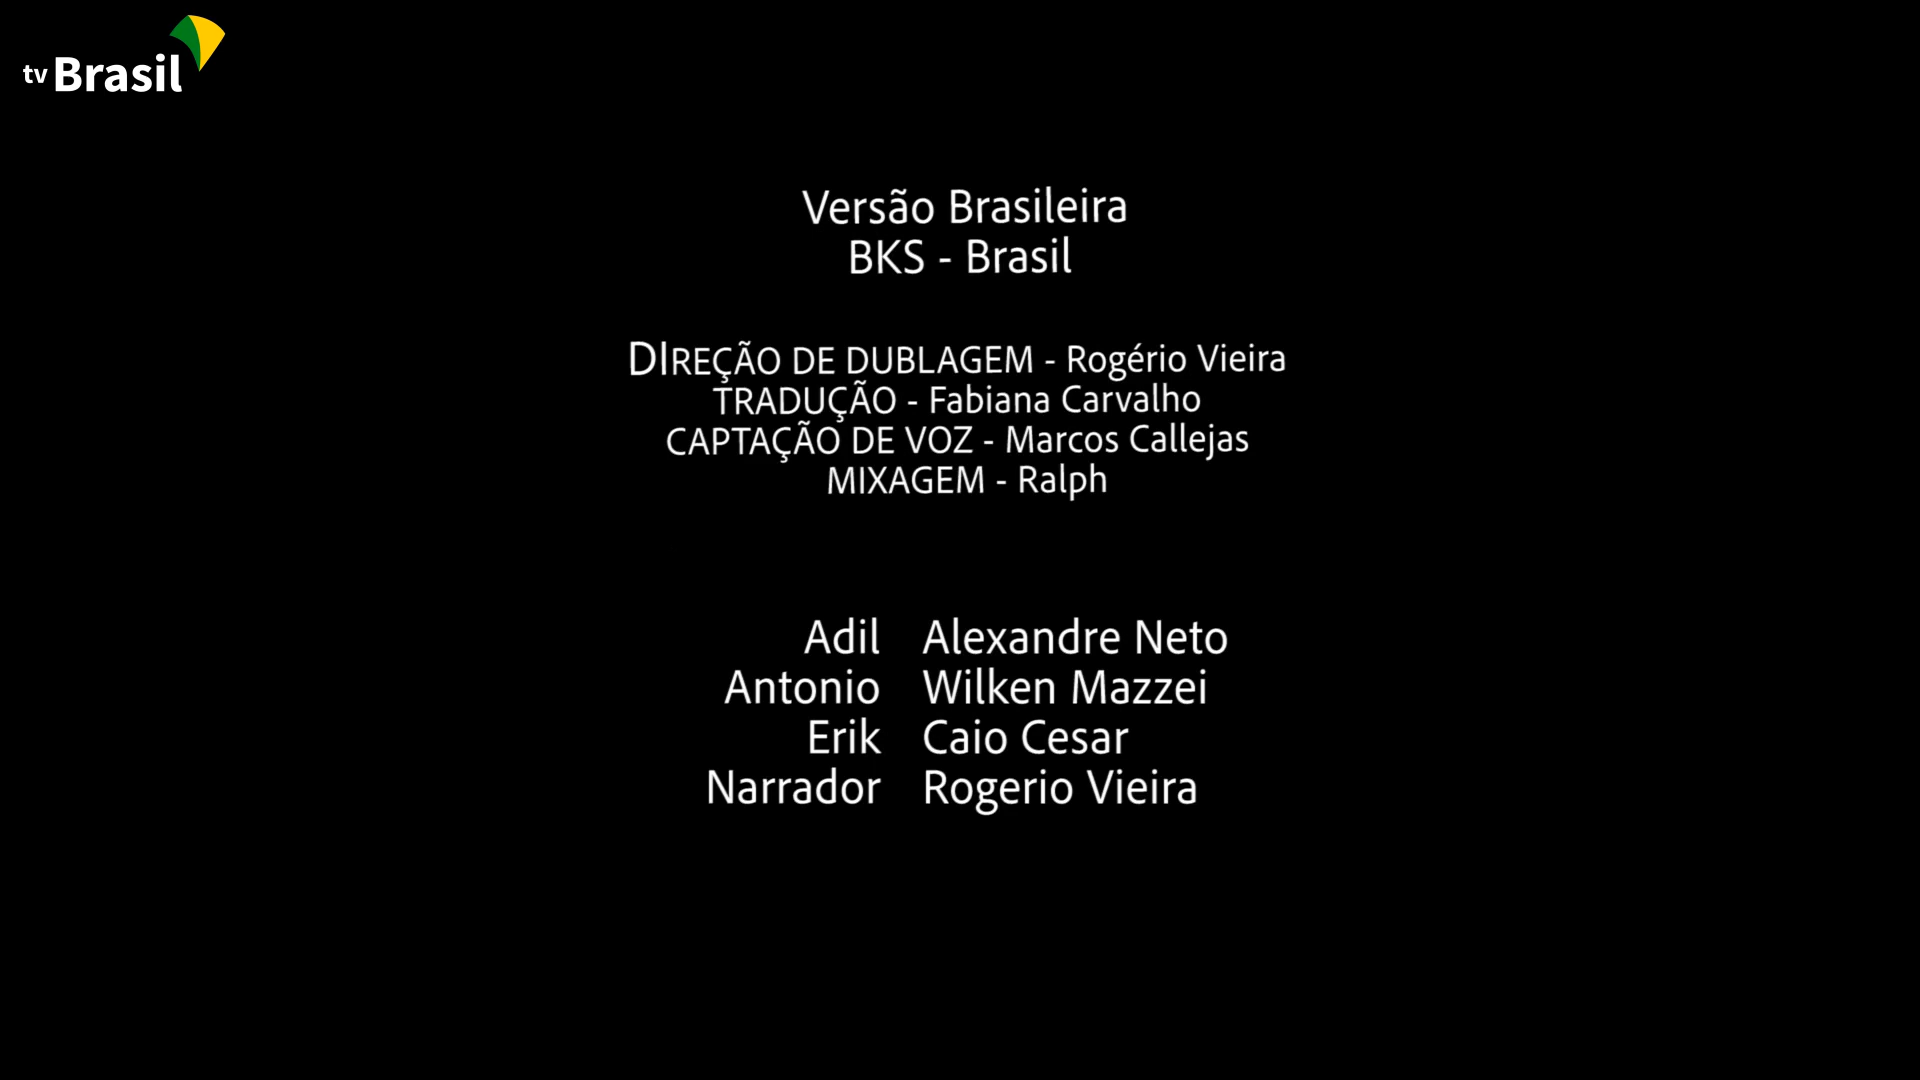 tv Brasil
Versão Brasileira
BKS - Brasil
DIREÇÃO DE DUBLAGEM - Rogério Vieira
TRADUÇÃO - Fabiana Carvalho
CAPTAÇÃO DE VOZ - Marcos Callejas
MIXAGEM - Ralph
Adil Alexandre Neto
Antonio Wilken Mazzei
Erik Caio Cesar
Narrador Rogerio Vieira